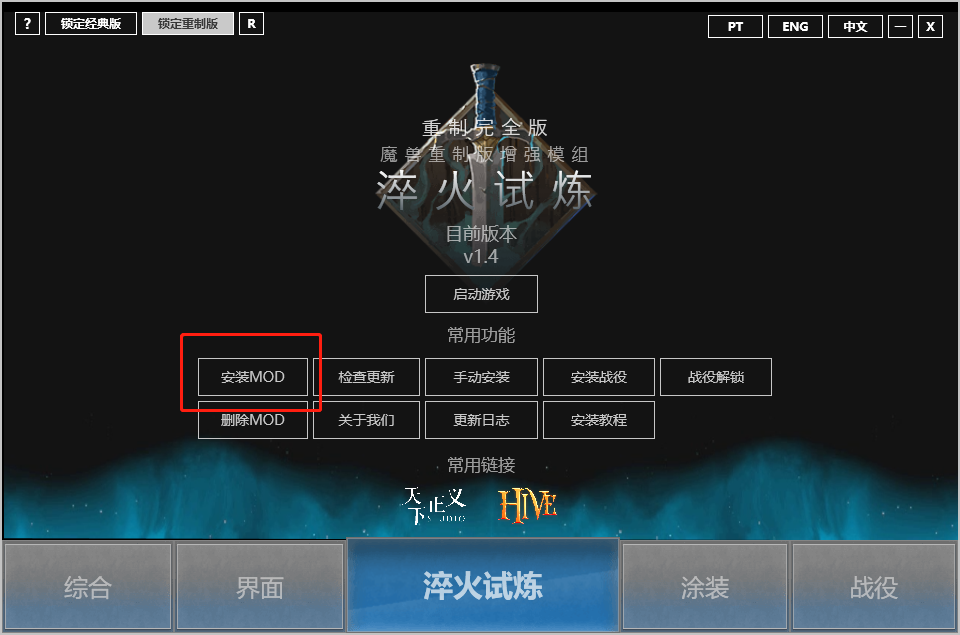 ? 锁定经典版 锁定重制版 R PT ENG 中文 — X
重制完全版
魔兽重制版增强模组
淬火试炼
目前版本
v1.4
启动游戏
常用功能
安装MOD 检查更新 手动安装 安装战役 战役解锁
删除MOD 关于我们 更新日志 安装教程
常用链接
天下正义 STUDIO HIVE
综合 界面 淬火试炼 涂装 战役